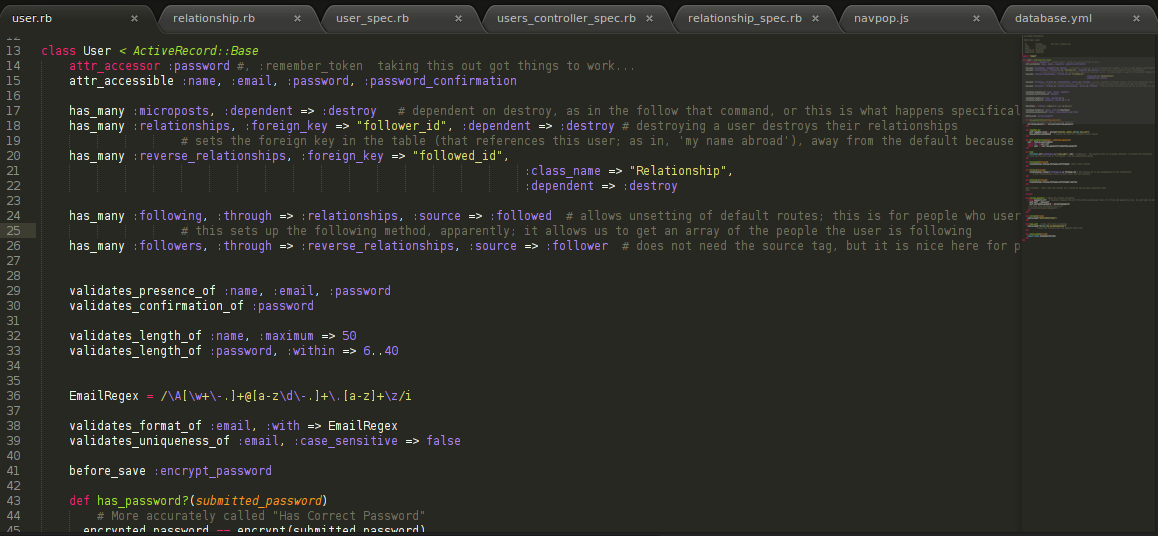 user.rb × relationship.rb × user_spec.rb × users_controller_spec.rb × relationship_spec.rb × navpop.js × database.yml ×
12
13 class User < ActiveRecord::Base
14 attr_accessor :password #, :remember_token  taking this out got things to work...
15 attr_accessible :name, :email, :password, :password_confirmation
16
17 has_many :microposts, :dependent => :destroy   # dependent on destroy, as in the follow that command, or this is what happens specifical
18 has_many :relationships, :foreign_key => "follower_id", :dependent => :destroy # destroying a user destroys their relationships
19 # sets the foreign key in the table (that references this user; as in, 'my name abroad'), away from the default because
20 has_many :reverse_relationships, :foreign_key => "followed_id",
21 :class_name => "Relationship",
22 :dependent => :destroy
23
24 has_many :following, :through => :relationships, :source => :followed  # allows unsetting of default routes; this is for people who user
25 # this sets up the following method, apparently; it allows us to get an array of the people the user is following
26 has_many :followers, :through => :reverse_relationships, :source => :follower  # does not need the source tag, but it is nice here for p
27
28
29 validates_presence_of :name, :email, :password
30 validates_confirmation_of :password
31
32 validates_length_of :name, :maximum => 50
33 validates_length_of :password, :within => 6..40
34
35
36 EmailRegex = /\A[\w+\-.]+@[a-z\d\-.]+\.[a-z]+\z/i
37
38 validates_format_of :email, :with => EmailRegex
39 validates_uniqueness_of :email, :case_sensitive => false
40
41 before_save :encrypt_password
42
43 def has_password?(submitted_password)
44 # More accurately called "Has Correct Password"
45 encrypted_password == encrypt(submitted_password)